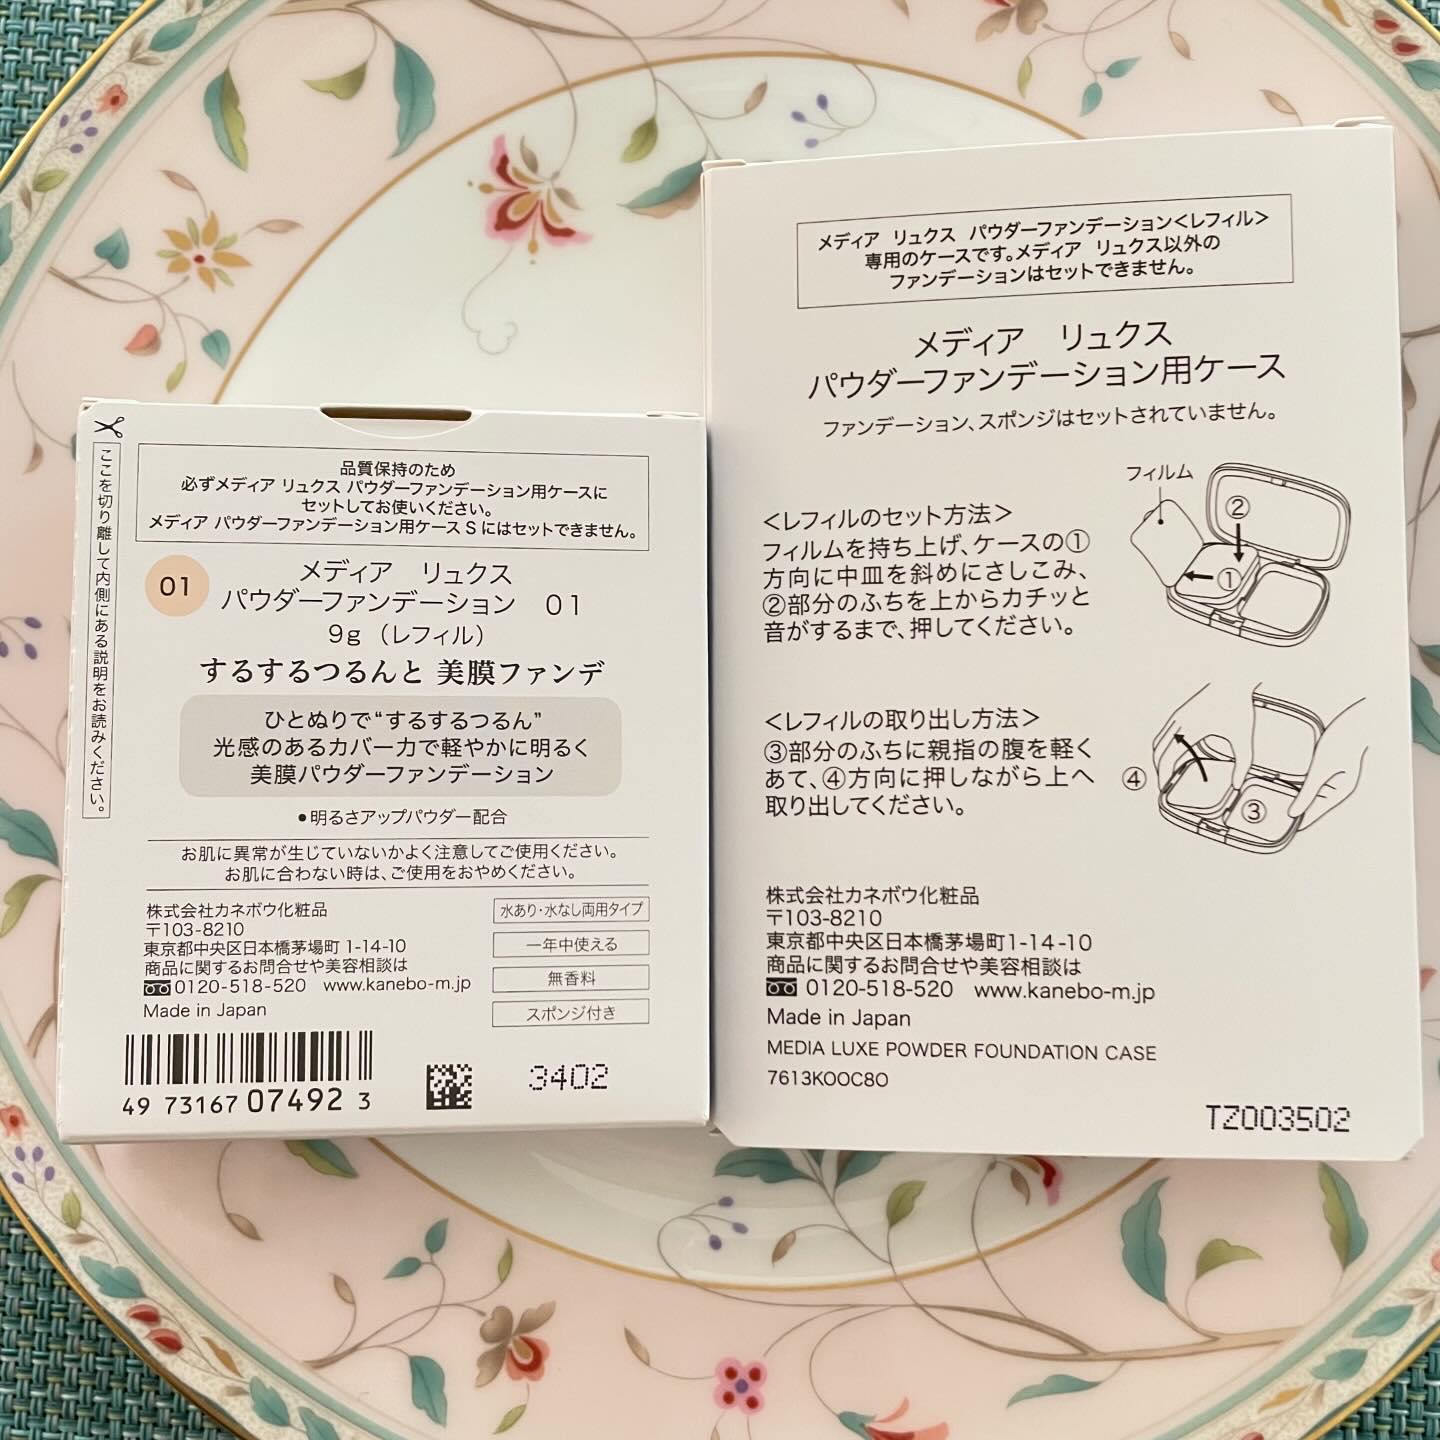 ここを切り離して内側にある説明をお読みください。
品質保持のため
必ずメディア リュクス パウダーファンデーション用ケースに
セットしてお使いください。
メディア パウダーファンデーション用ケース S にはセットできません。
01
メディア　リュクス
パウダーファンデーション　01
9g（レフィル）
するするつるんと 美膜ファンデ
ひとぬりで“するするつるん”
光感のあるカバー力で軽やかに明るく
美膜パウダーファンデーション
●明るさアップパウダー配合
お肌に異常が生じていないかよく注意してご使用ください。
お肌に合わない時は、ご使用をおやめください。
株式会社カネボウ化粧品
〒103-8210
東京都中央区日本橋茅場町 1-14-10
商品に関するお問合せや美容相談は
0120-518-520　www.kanebo-m.jp
Made in Japan
水あり・水なし両用タイプ
一年中使える
無香料
スポンジ付き
49 73167 07492 3
3402
メディア　リュクス　パウダーファンデーション＜レフィル＞
専用のケースです。メディア　リュクス以外の
ファンデーションはセットできません。
メディア　リュクス
パウダーファンデーション用ケース
ファンデーション、スポンジはセットされていません。
＜レフィルのセット方法＞
フィルムを持ち上げ、ケースの①
方向に中皿を斜めにさしこみ、
②部分のふちを上からカチッと
音がするまで、押してください。
フィルム
②
①
＜レフィルの取り出し方法＞
③部分のふちに親指の腹を軽く
あて、④方向に押しながら上へ
取り出してください。
④
③
株式会社カネボウ化粧品
〒103-8210
東京都中央区日本橋茅場町1-14-10
商品に関するお問合せや美容相談は
0120-518-520　www.kanebo-m.jp
Made in Japan
MEDIA LUXE POWDER FOUNDATION CASE
7613K00C80
TZ003502